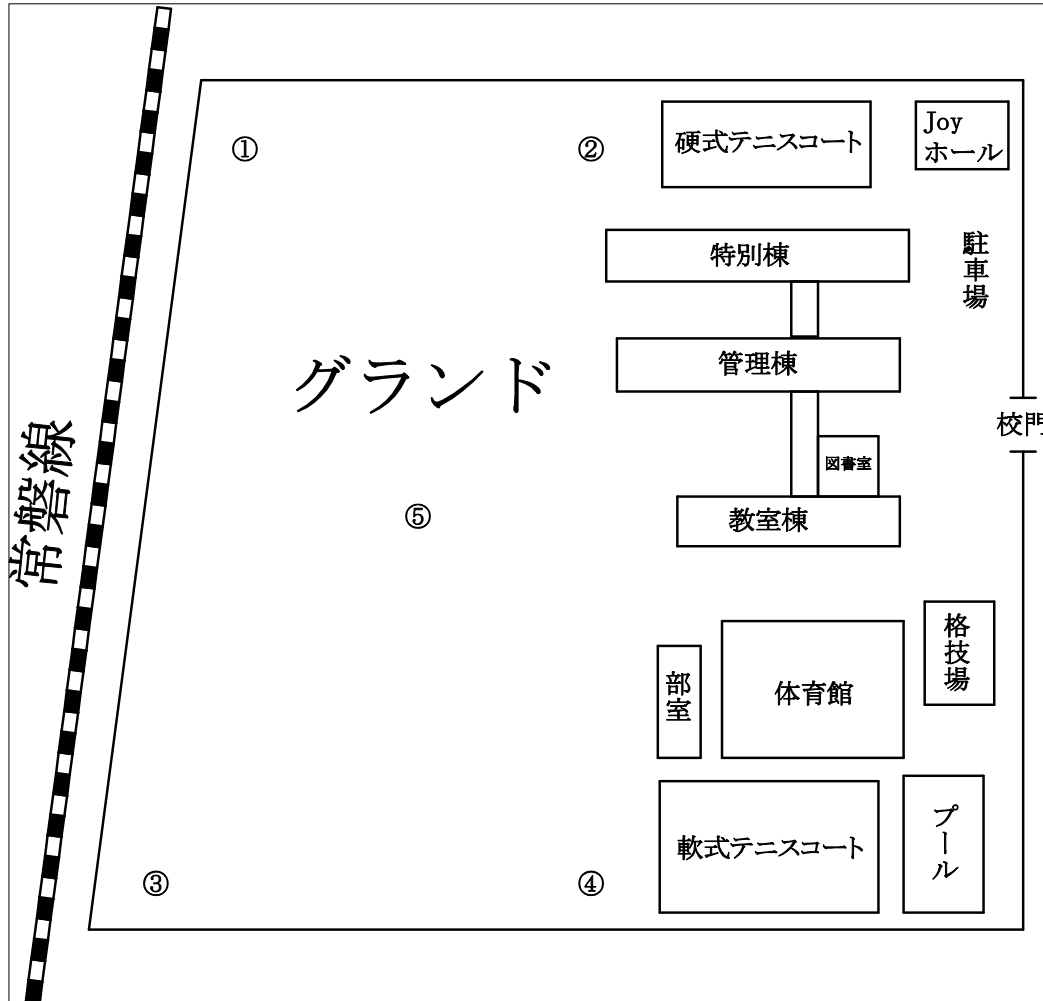 ①
②
硬式テニスコート
Joy
ホール
特別棟
駐車場
グランド
管理棟
校門
常磐線
図書室
⑤
教室棟
格技場
部室
体育館
軟式テニスコート
プール
③
④